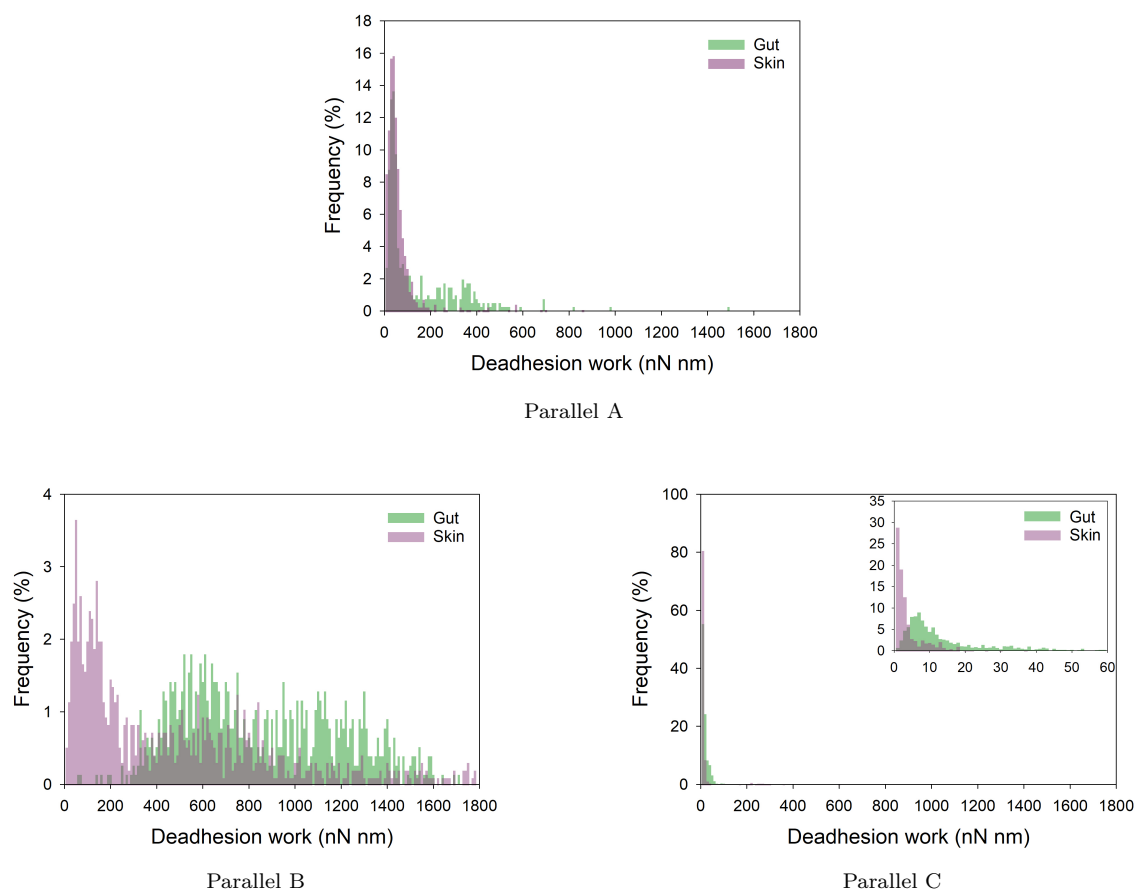 18
16
14
12
10
8
6
4
2
0
Frequency (%)
Gut
Skin
0 200 400 600 800 1000 1200 1400 1600 1800
Deadhesion work (nN nm)
Parallel A
4
3
2
1
0
Frequency (%)
Gut
Skin
0 200 400 600 800 1000 1200 1400 1600 1800
Deadhesion work (nN nm)
Parallel B
100
80
60
40
20
0
Frequency (%)
35
30
25
20
15
10
5
0
Gut
Skin
0 10 20 30 40 50 60
0 200 400 600 800 1000 1200 1400 1600 1800
Deadhesion work (nN nm)
Parallel C